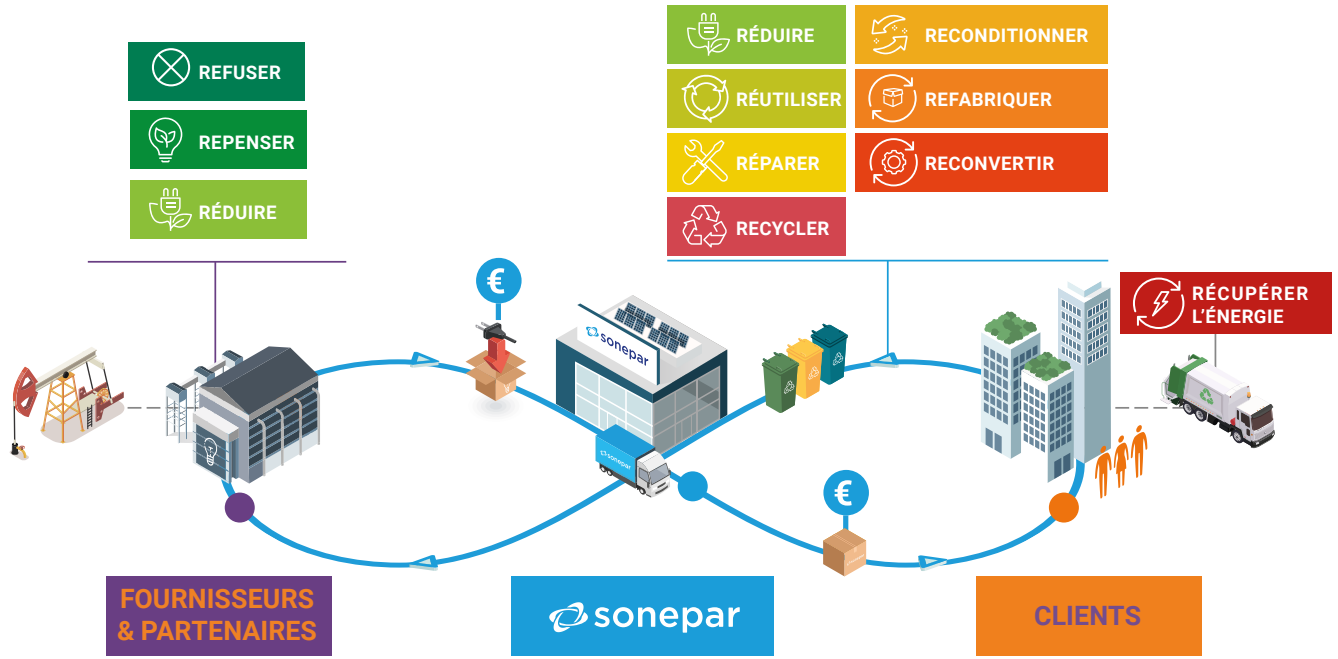 REFUSER
REPENSER
RÉDUIRE
RÉDUIRE
RÉUTILISER
RÉPARER
RECYCLER
RECONDITIONNER
REFABRIQUER
RECONVERTIR
RÉCUPÉRER
L'ÉNERGIE
€
sonepar
sonepar
€
FOURNISSEURS
& PARTENAIRES
sonepar
CLIENTS